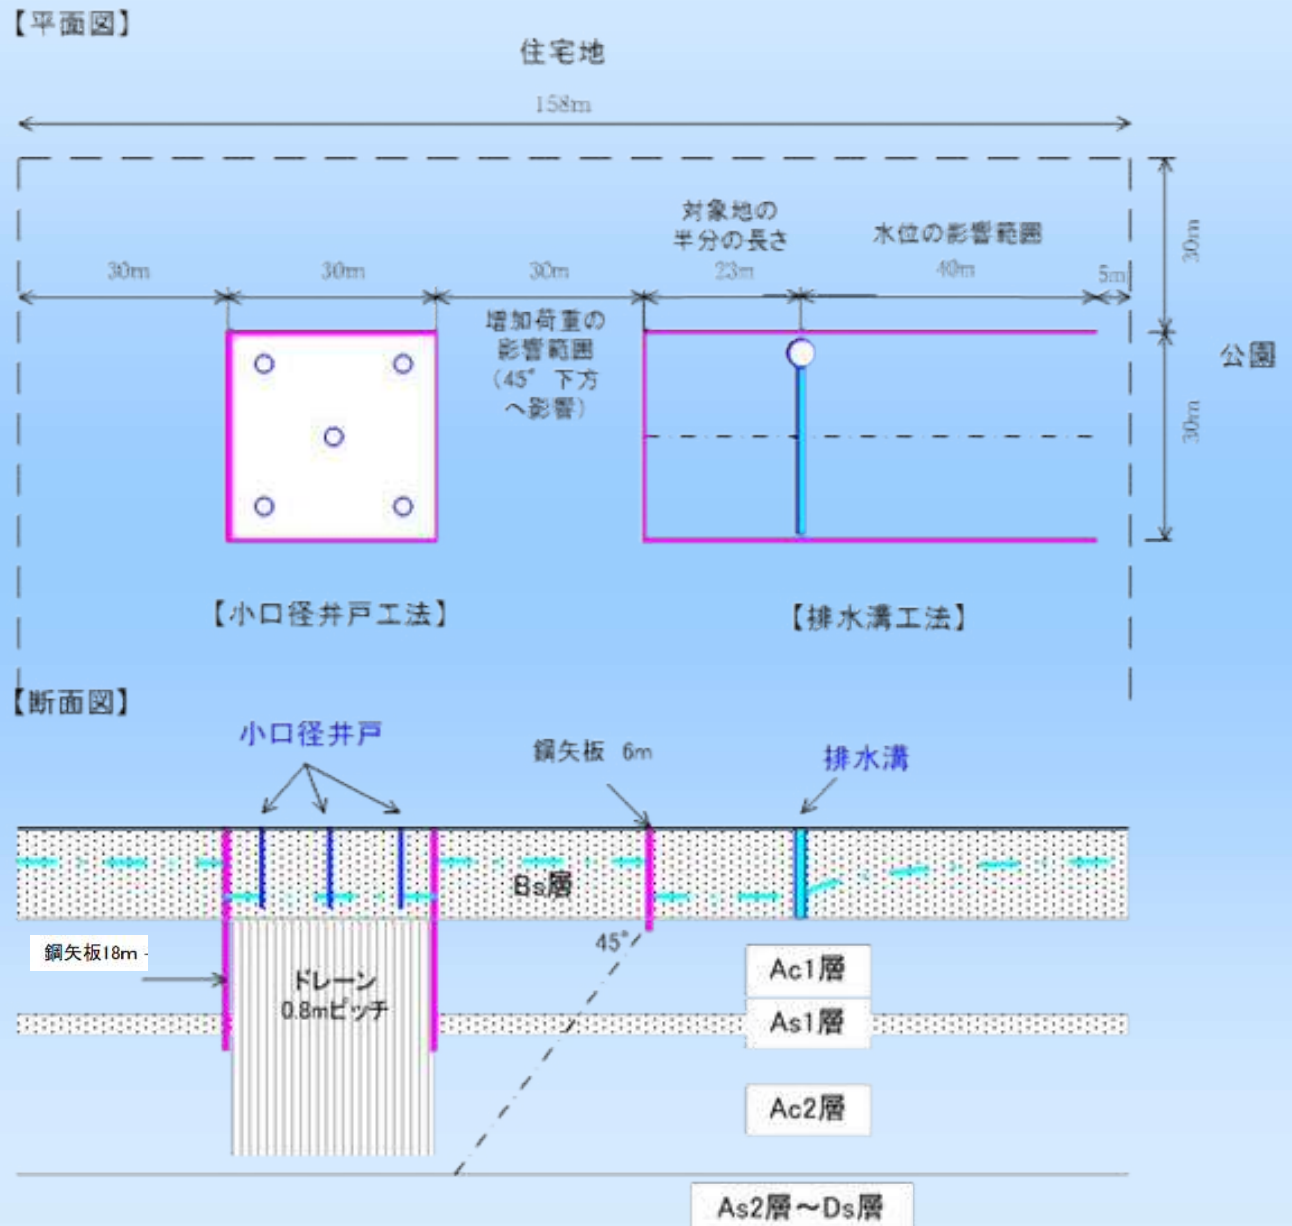 【平面図】
住宅地
158m
対象地の
半分の長さ
水位の影響範囲
30m
30m
30m
30m
23m
40m
5m
増加荷重の
影響範囲
(45°下方
へ影響)
公園
30m
【小口径井戸工法】
【排水溝工法】
【断面図】
小口径井戸
鋼矢板 6m
排水溝
Bs層
45°
鋼矢板18m
ドレーン
0.8mピッチ
Ac1層
As1層
Ac2層
As2層～Ds層